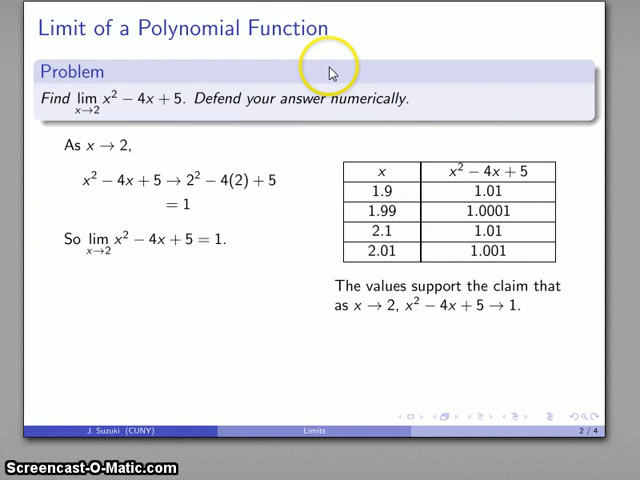 Limit of a Polynomial Function
Problem
Find lim x→2 x² − 4x + 5. Defend your answer numerically.
As x → 2,
x² − 4x + 5 → 2² − 4(2) + 5
= 1
So lim x→2 x² − 4x + 5 = 1.
x x² − 4x + 5
1.9 1.01
1.99 1.0001
2.1 1.01
2.01 1.001
The values support the claim that
as x → 2, x² − 4x + 5 → 1.
J. Suzuki (CUNY) Limits 2 / 4
Screencast-O-Matic.com